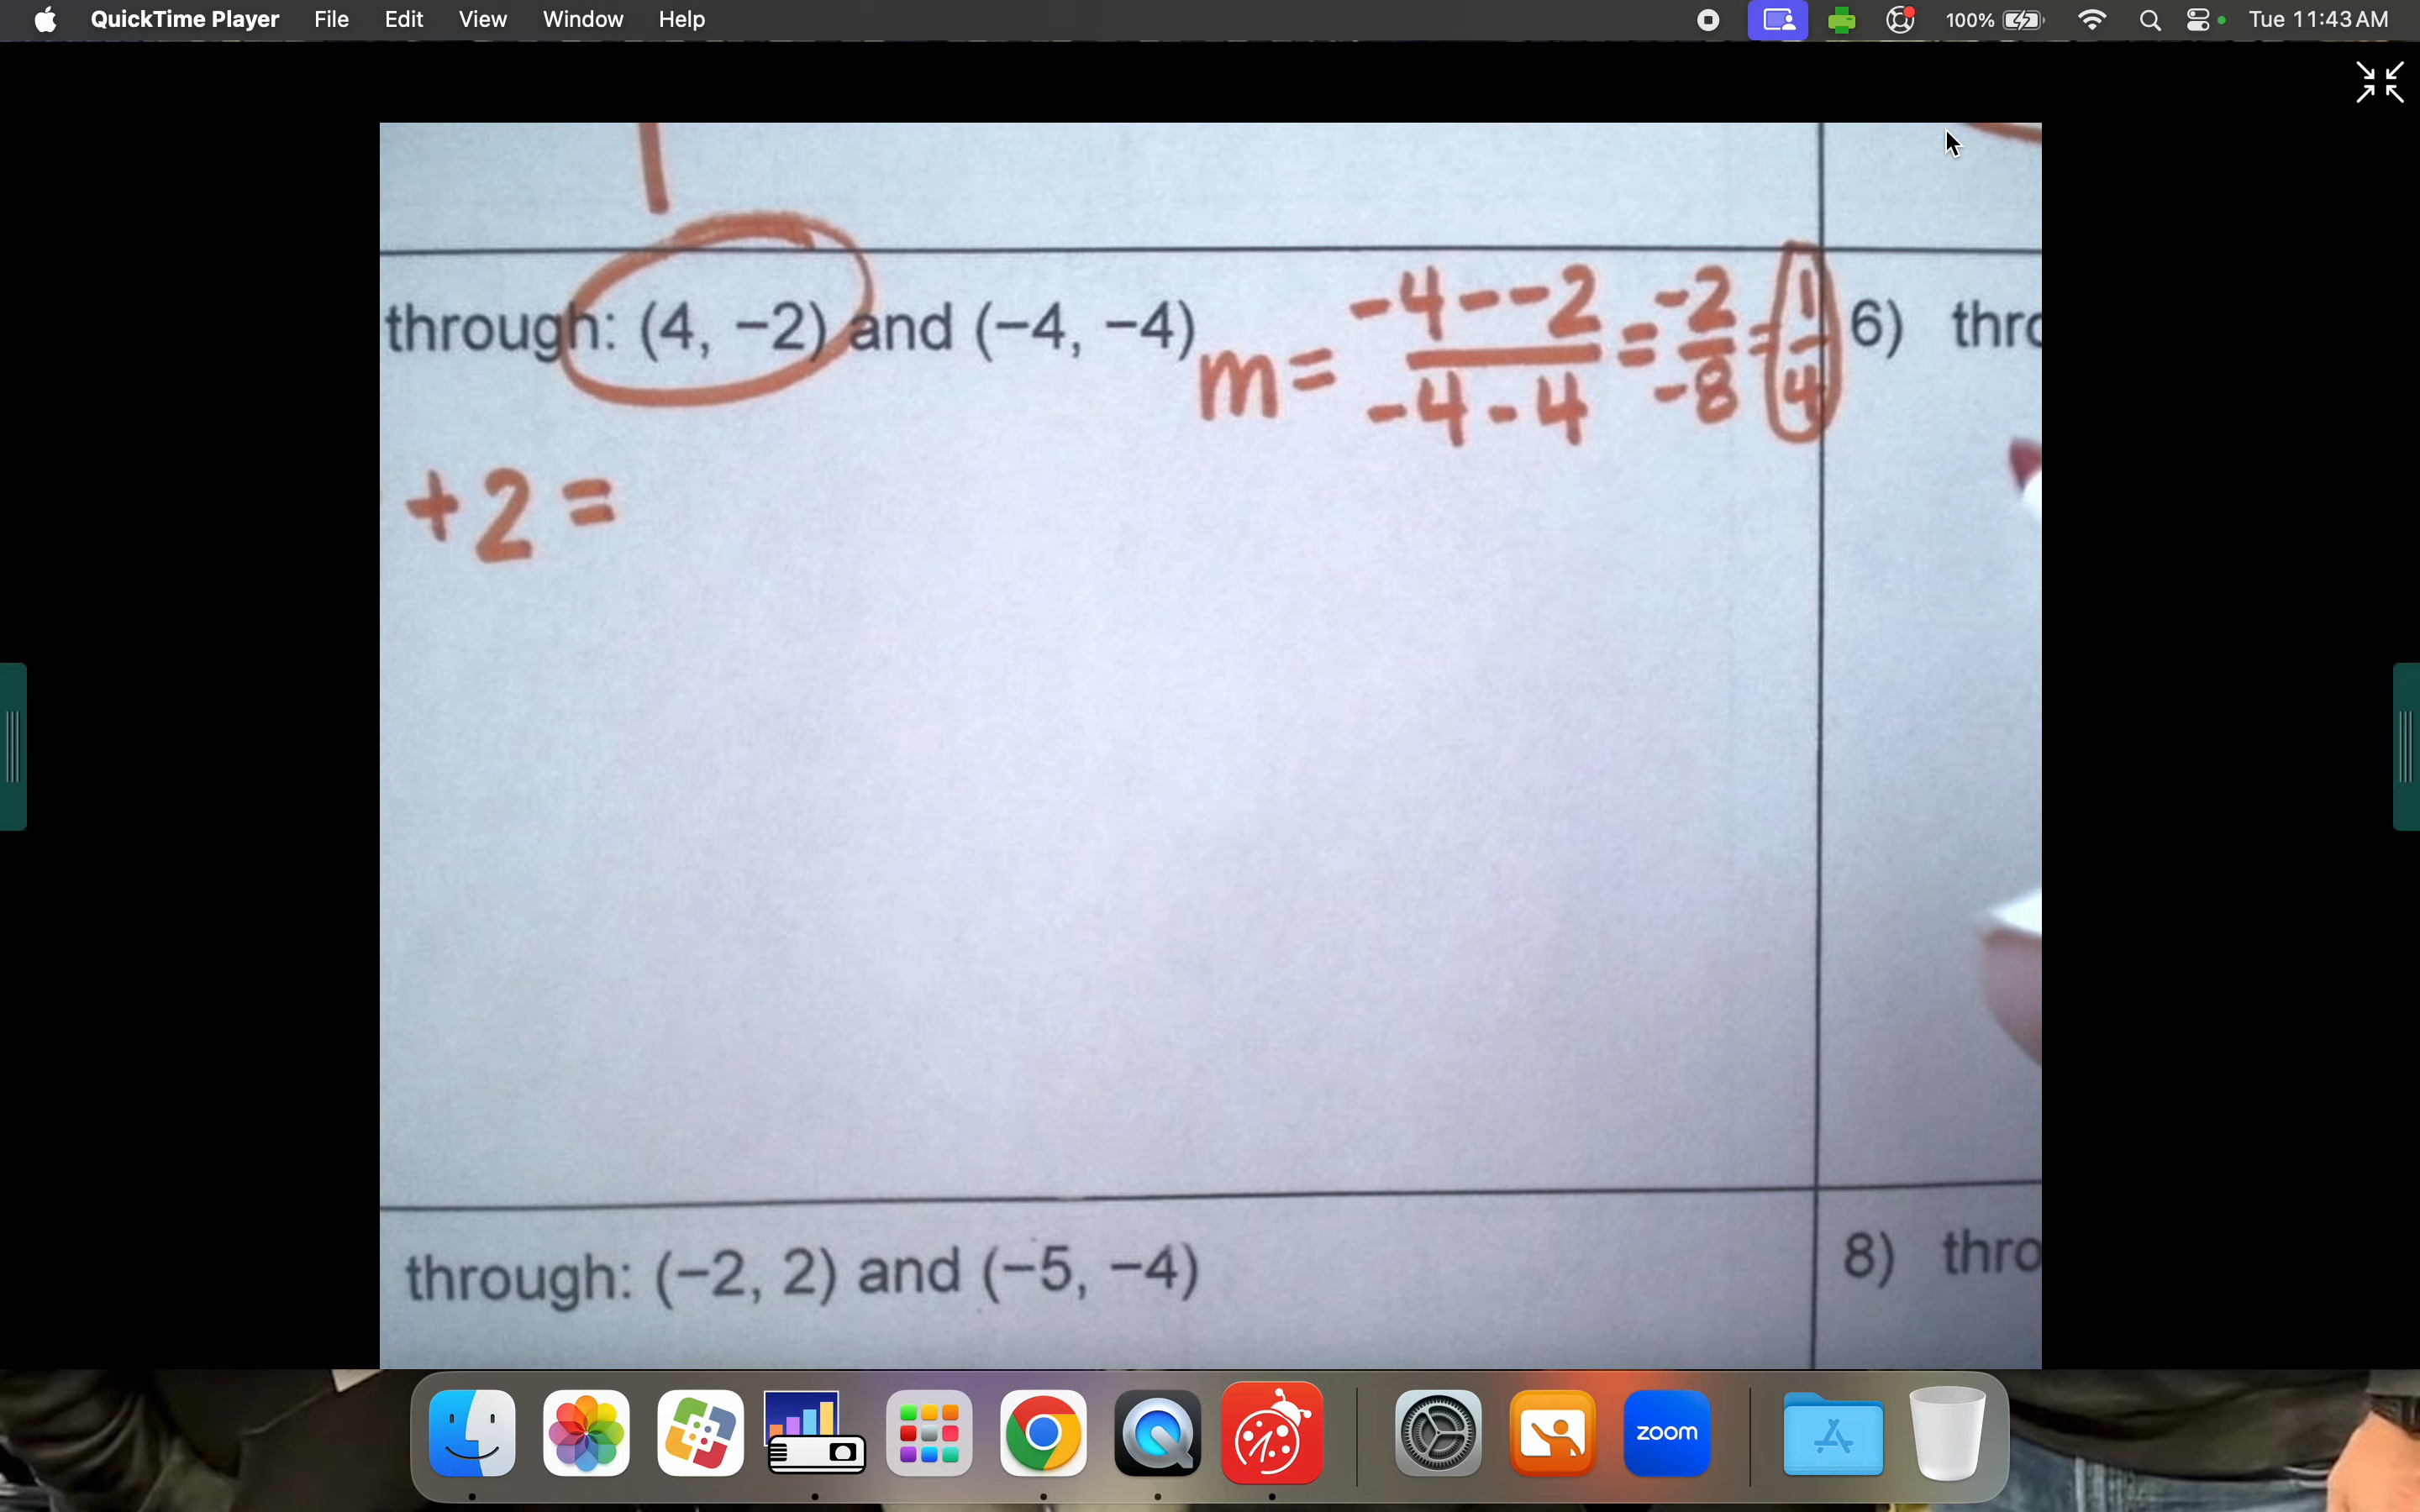 QuickTime Player File Edit View Window Help 100% Tue 11:43 AM
through: (4, −2) and (−4, −4) m = -4--2 / -4-4 = -2 / -8 = 1 / 4 6) thro
+2 =
through: (−2, 2) and (−5, −4) 8) thro
zoom